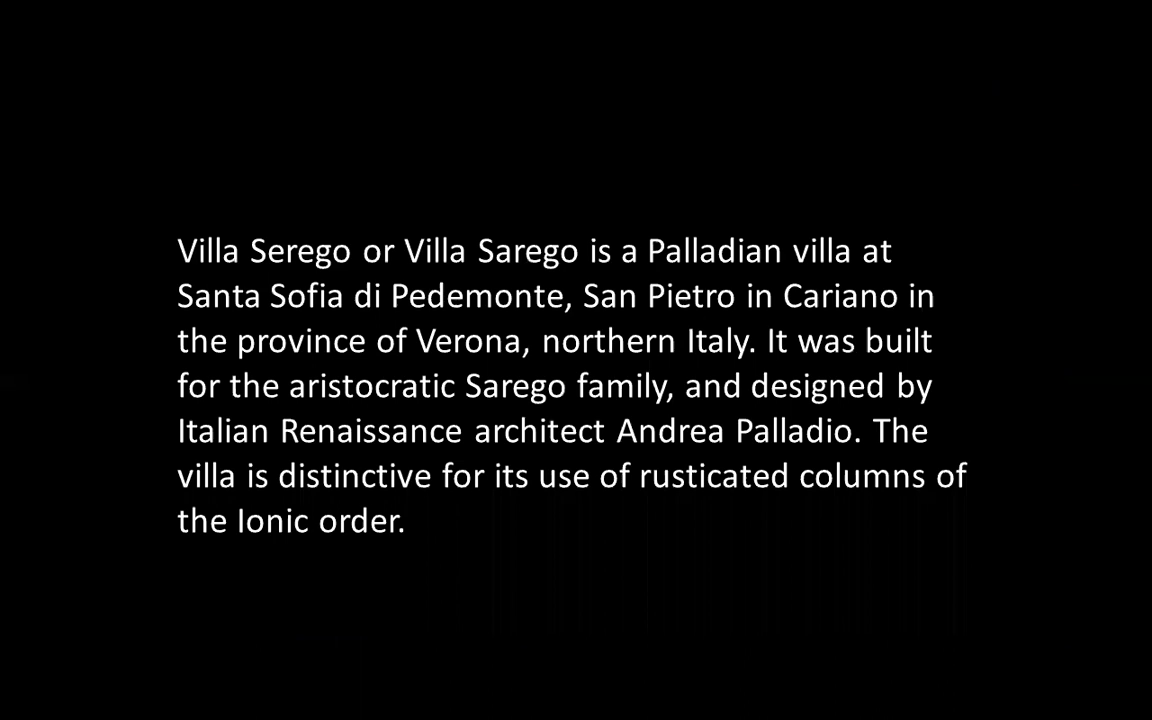 Villa Serego or Villa Sarego is a Palladian villa at
Santa Sofia di Pedemonte, San Pietro in Cariano in
the province of Verona, northern Italy. It was built
for the aristocratic Sarego family, and designed by
Italian Renaissance architect Andrea Palladio. The
villa is distinctive for its use of rusticated columns of
the Ionic order.